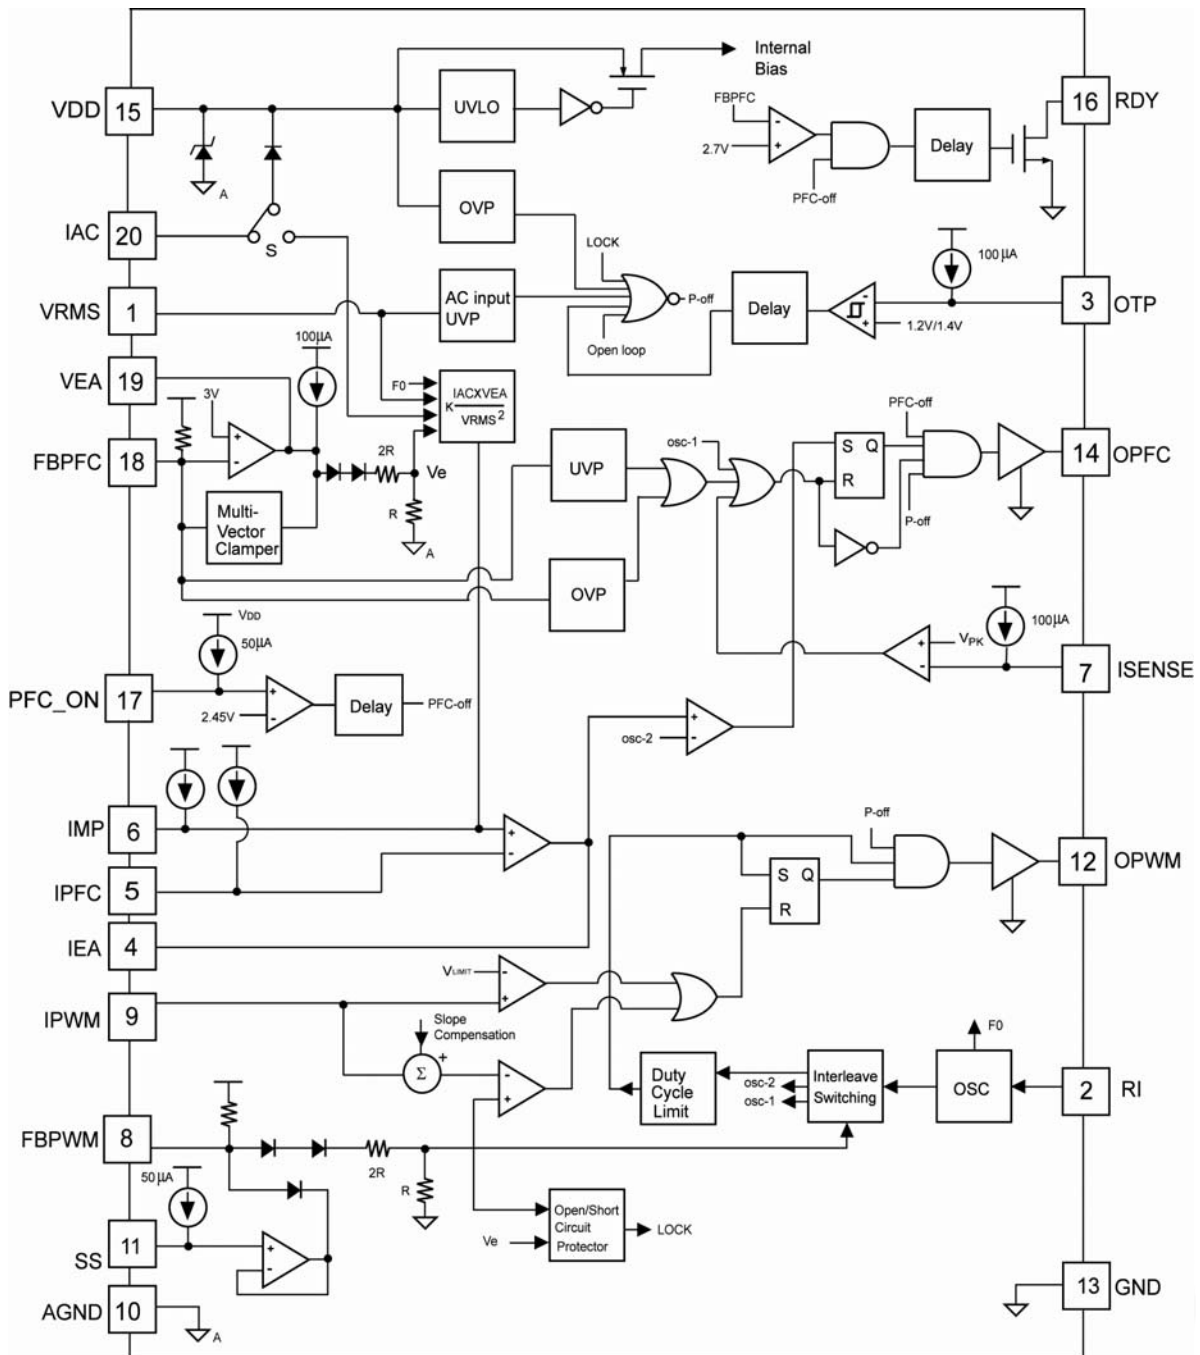 Internal
Bias
VDD
15
UVLO
FBPFC
2.7V
PFC-off
Delay
16
RDY
A
OVP
IAC
20
S
LOCK
100µA
VRMS
1
AC input
UVP
P-off
Delay
3
OTP
1.2V/1.4V
Open loop
100µA
VEA
19
3V
F0
IACXVEA
K
VRMS²
PFC-off
FBPFC
18
2R
Ve
UVP
osc-1
S Q
R
14
OPFC
Multi-
Vector
Clamper
R
A
P-off
OVP
VDD
50µA
100µA
VPK
7
ISENSE
PFC_ON
17
2.45V
Delay
PFC-off
osc-2
IMP
6
P-off
12
OPWM
IPFC
5
S Q
R
IEA
4
VLIMIT
IPWM
9
Slope
Compensation
+
Σ
F0
Duty
Cycle
Limit
osc-2
osc-1
Interleave
Switching
OSC
2
RI
FBPWM
8
2R
R
50µA
Open/Short
Circuit
Protector
LOCK
Ve
SS
11
13
GND
AGND
10
A